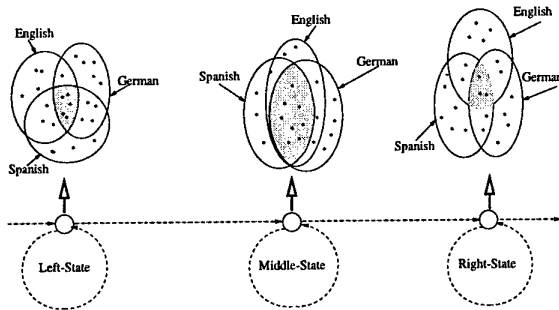 English
German
Spanish
English
Spanish
German
English
German
Spanish
Left-State
Middle-State
Right-State